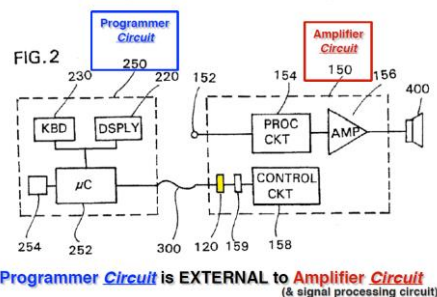 Programmer
Circuit
Amplifier
Circuit
FIG.2
230
250
220
152
154
150
156
400
KBD
DSPLY
PROC
CKT
AMP
µC
CONTROL
CKT
254
252
300
120
159
158
Programmer Circuit is EXTERNAL to Amplifier Circuit
(& signal processing circuit)